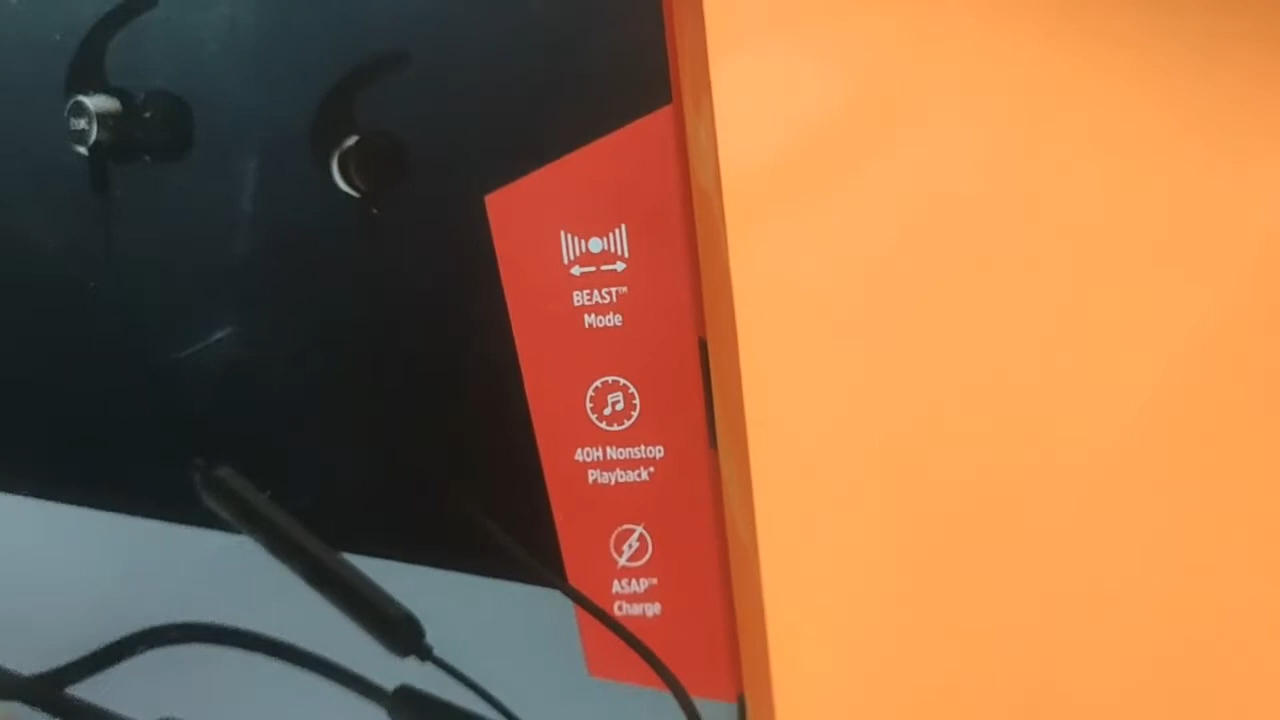 BEAST™
Mode
40H Nonstop
Playback*
ASAP™
Charge